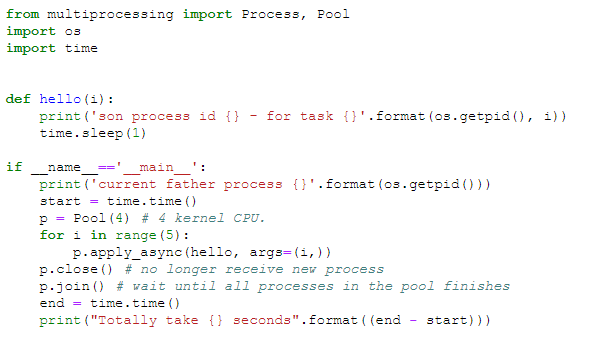 from multiprocessing import Process, Pool
import os
import time
def hello(i):
    print('son process id {} - for task {}'.format(os.getpid(), i))
    time.sleep(1)
if __name__=='__main__':
    print('current father process {}'.format(os.getpid()))
    start = time.time()
    p = Pool(4) # 4 kernel CPU.
    for i in range(5):
        p.apply_async(hello, args=(i,))
    p.close() # no longer receive new process
    p.join() # wait until all processes in the pool finishes
    end = time.time()
    print("Totally take {} seconds".format((end - start)))